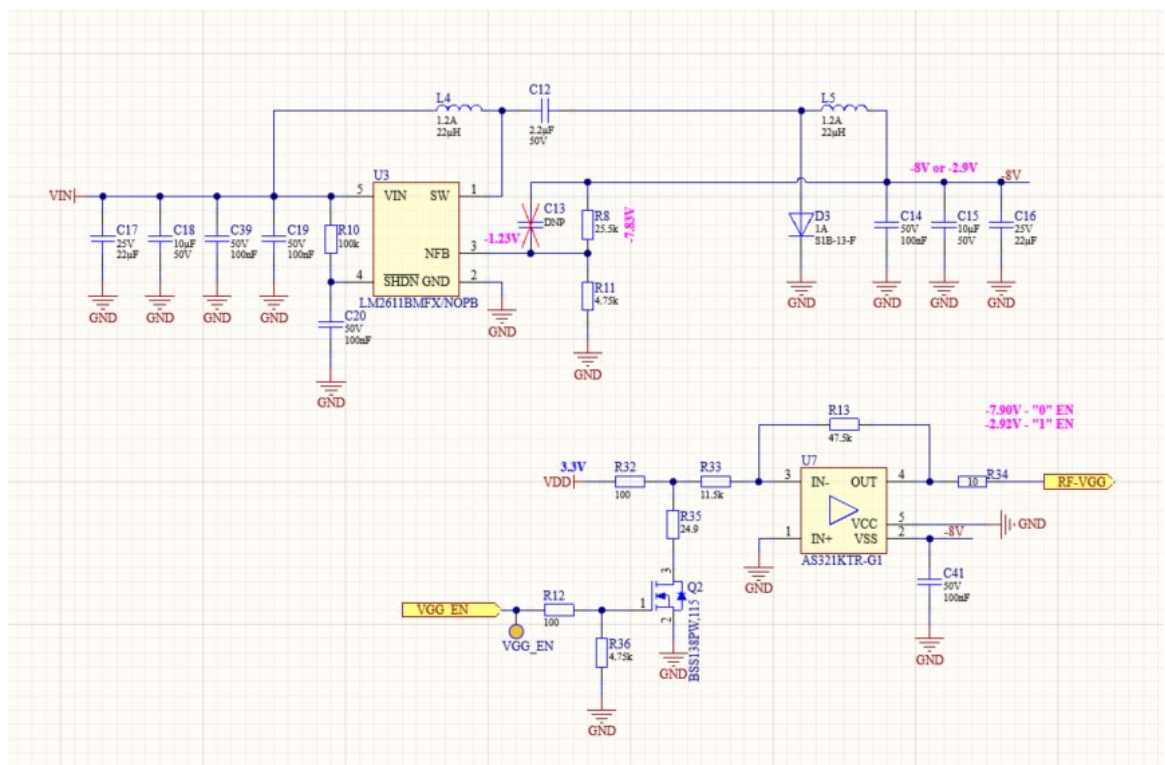 L4
1.2A
22µH
C12
2.2µF
50V
L5
1.2A
22µH
VIN
C17
25V
22µF
C18
10µF
50V
C39
50V
100nF
C19
50V
100nF
R10
100k
C20
50V
100nF
U3
5 VIN SW 1
NFB 3
4 SHDN GND 2
LM2611BMFX/NOPB
C13
DNP
-1.23V
R8
25.5k
-7.83V
R11
4.75k
D3
1A
S1B-13-F
-8V or -2.9V
-8V
C14
50V
100nF
C15
10µF
50V
C16
25V
22µF
GND
GND
GND
GND
GND
GND
GND
GND
GND
GND
GND
-7.90V - "0" EN
-2.92V - "1" EN
R13
47.5k
3.3V
VDD
R32
100
R33
11.5k
R35
24.9
U7
3 IN- OUT 4
VCC 5
1 IN+ VSS 2
AS321KTR-G1
10
R34
RF-VGG
GND
-8V
C41
50V
100nF
GND
GND
VGG_EN
VGG_EN
R12
100
R36
4.75k
1
3
2
Q2
BSS138PW,115
GND
GND